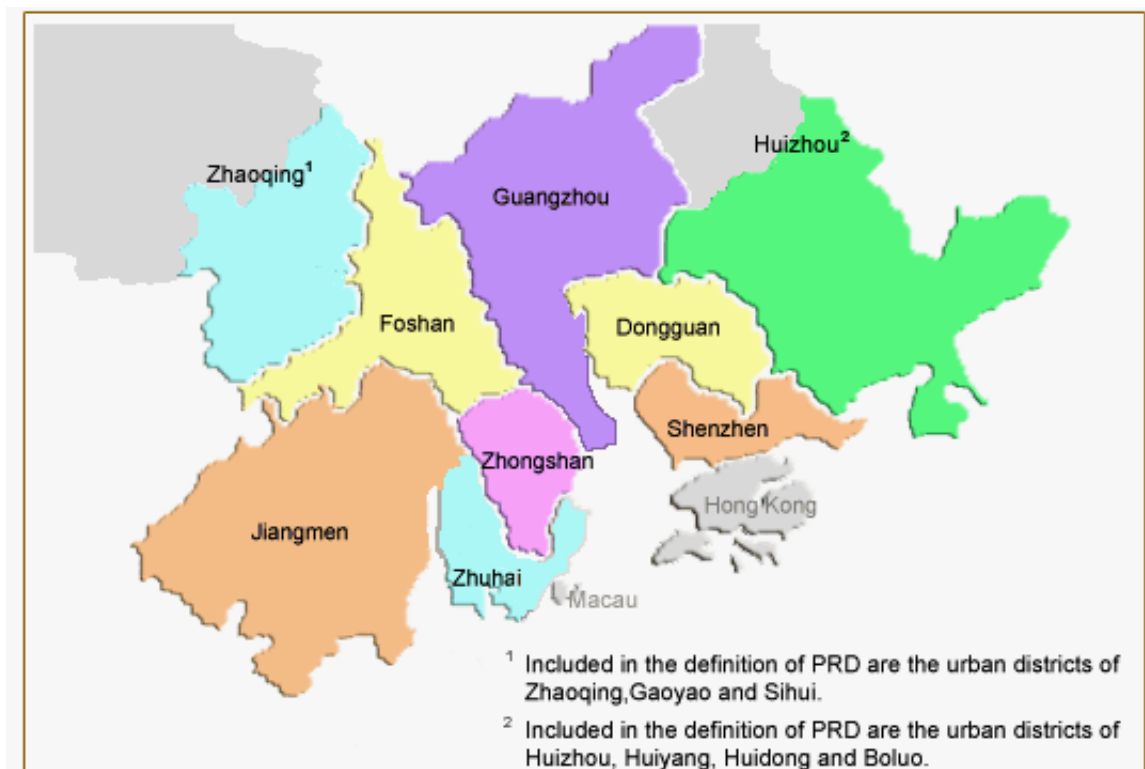 Zhaoqing¹
Huizhou²
Guangzhou
Foshan
Dongguan
Shenzhen
Zhongshan
Hong Kong
Jiangmen
Zhuhai
Macau
¹ Included in the definition of PRD are the urban districts of
Zhaoqing,Gaoyao and Sihui.
² Included in the definition of PRD are the urban districts of
Huizhou, Huiyang, Huidong and Boluo.